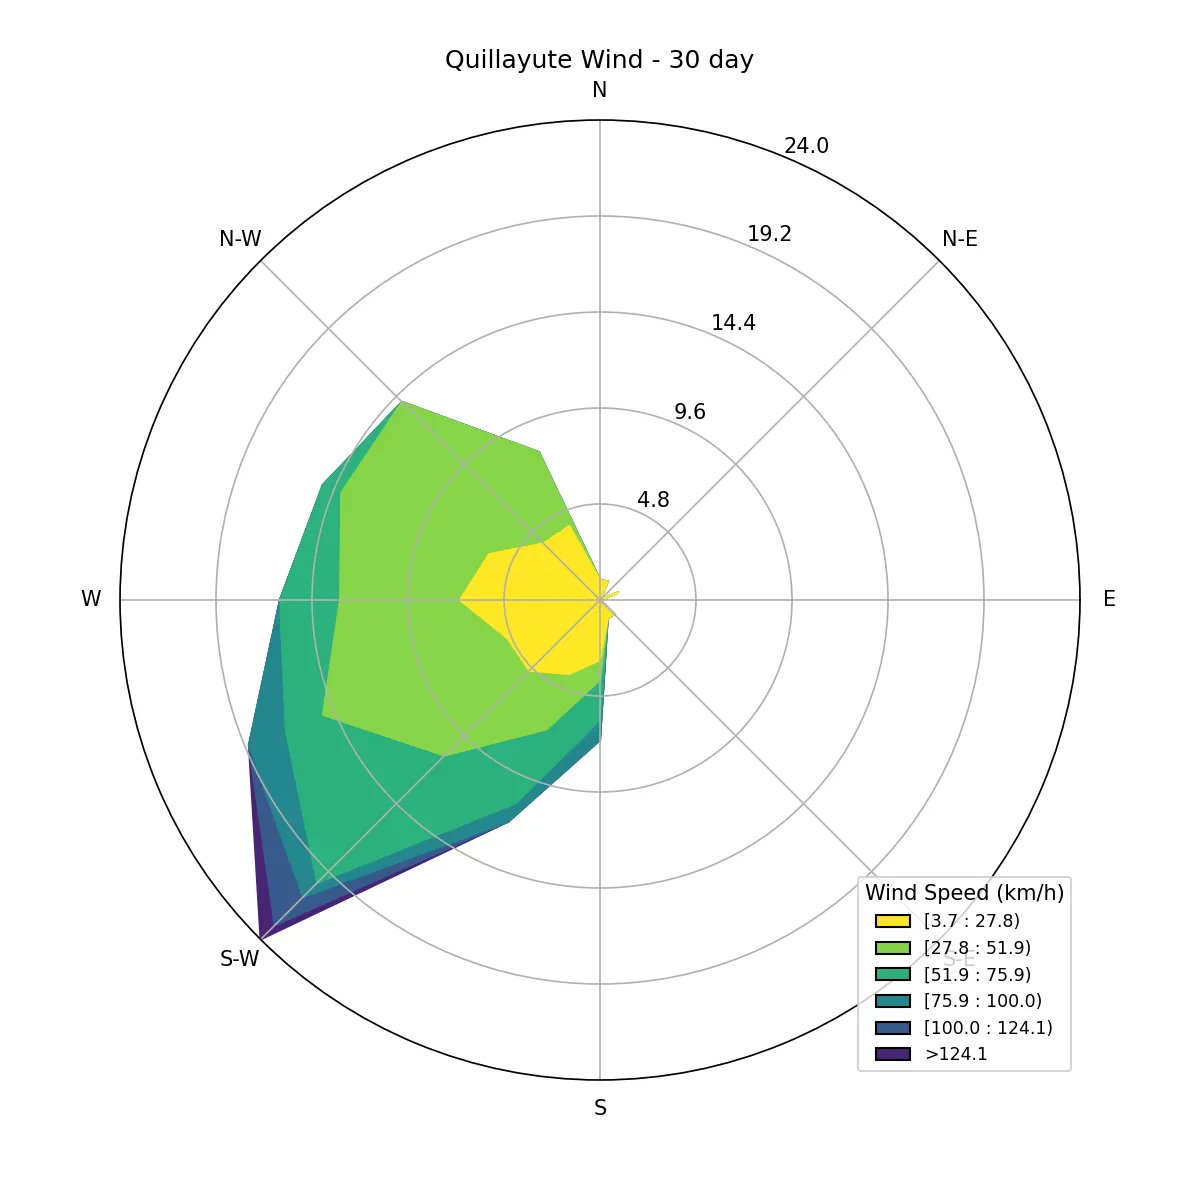 Quillayute Wind - 30 day
N
24.0
N-W
19.2
N-E
14.4
9.6
4.8
W
E
Wind Speed (km/h)
[3.7 : 27.8)
[27.8 : 51.9)
S-W
S-E
[51.9 : 75.9)
[75.9 : 100.0)
[100.0 : 124.1)
>124.1
S